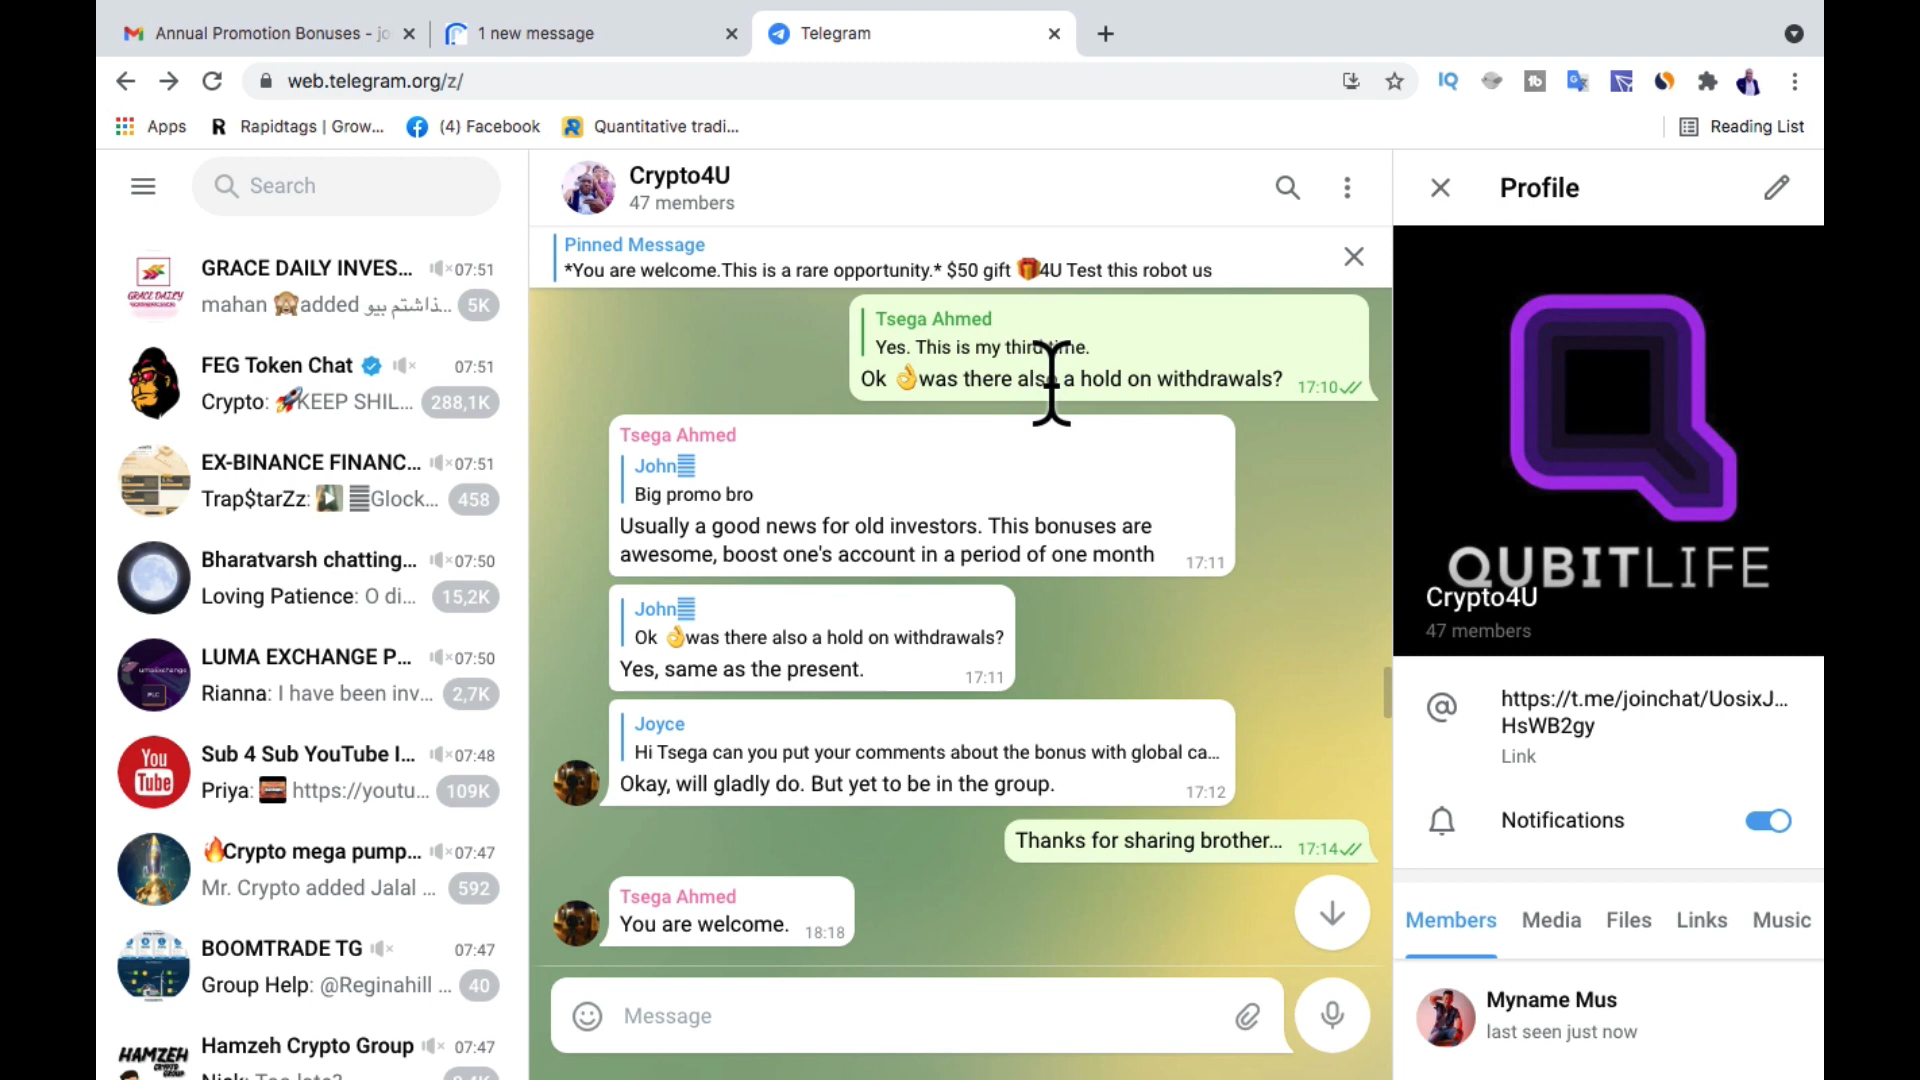 Annual Promotion Bonuses - jo
1 new message
Telegram
web.telegram.org/z/
IQ
Apps
Rapidtags | Grow...
(4) Facebook
Quantitative tradi...
Reading List
Search
GRACE DAILY INVES... 07:51
mahan 🙈added ...ذاشتم بیو 5K
FEG Token Chat 07:51
Crypto: 🚀KEEP SHIL... 288,1K
EX-BINANCE FINANC... 07:51
Trap$tarZz: Glock... 458
Bharatvarsh chatting... 07:50
Loving Patience: O di... 15,2K
LUMA EXCHANGE P... 07:50
Rianna: I have been inv... 2,7K
You
Tube
Sub 4 Sub YouTube I... 07:48
Priya: https://youtu... 109K
🔥Crypto mega pump... 07:47
Mr. Crypto added Jalal ... 592
BOOMTRADE TG 07:47
Group Help: @Reginahill ... 40
HAMZEH
Hamzeh Crypto Group 07:47
Crypto4U
47 members
Pinned Message
*You are welcome.This is a rare opportunity.* $50 gift 🎁4U Test this robot us
Tsega Ahmed
Yes. This is my third time.
Ok 👌was there also a hold on withdrawals? 17:10
Tsega Ahmed
John
Big promo bro
Usually a good news for old investors. This bonuses are
awesome, boost one's account in a period of one month 17:11
John
Ok 👌was there also a hold on withdrawals?
Yes, same as the present. 17:11
Joyce
Hi Tsega can you put your comments about the bonus with global ca...
Okay, will gladly do. But yet to be in the group. 17:12
Thanks for sharing brother... 17:14
Tsega Ahmed
You are welcome. 18:18
Message
Profile
QUBITLIFE
Crypto4U
47 members
https://t.me/joinchat/UosixJ...
HsWB2gy
Link
Notifications
Members Media Files Links Music
Myname Mus
last seen just now